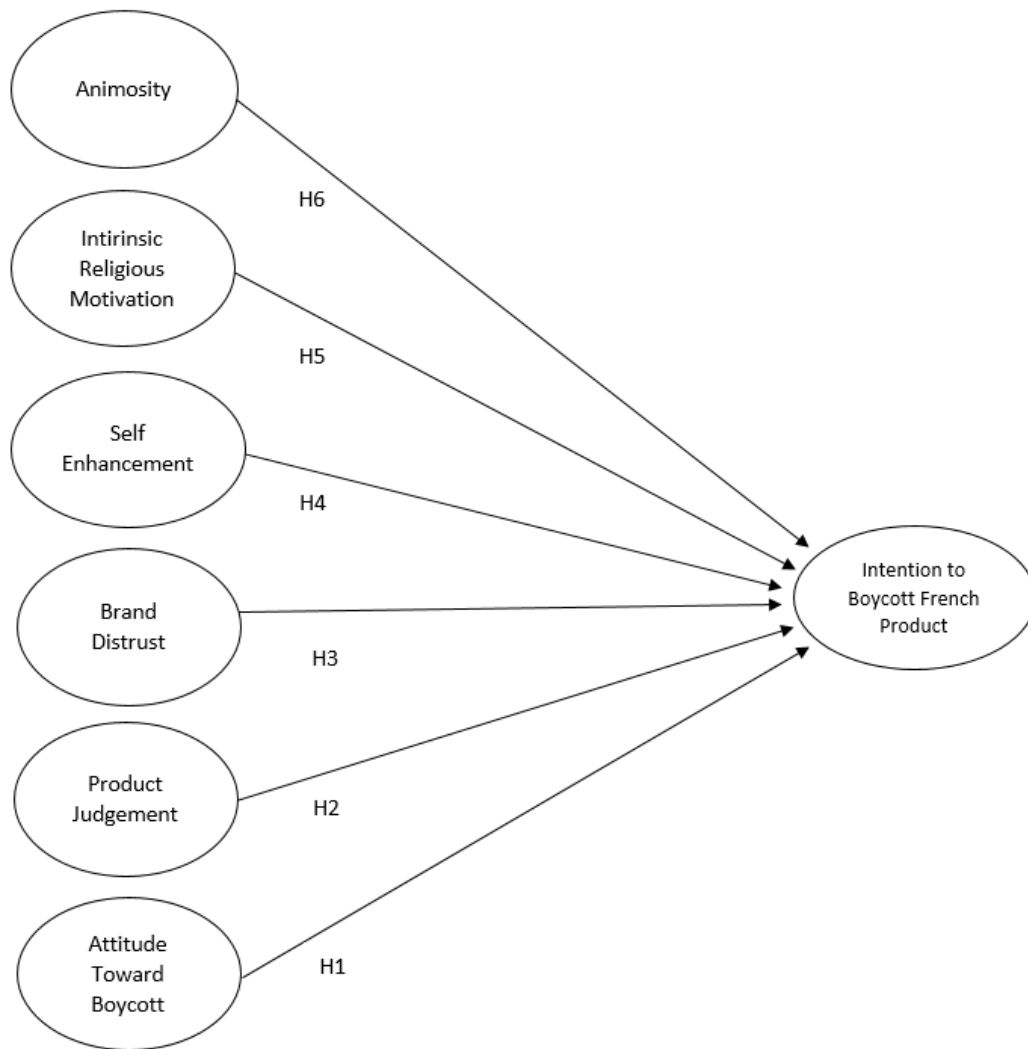 Animosity
H6
Intirinsic
Religious
Motivation
H5
Self
Enhancement
H4
Brand
Distrust
H3
Product
Judgement
H2
Attitude
Toward
Boycott
H1
Intention to
Boycott French
Product